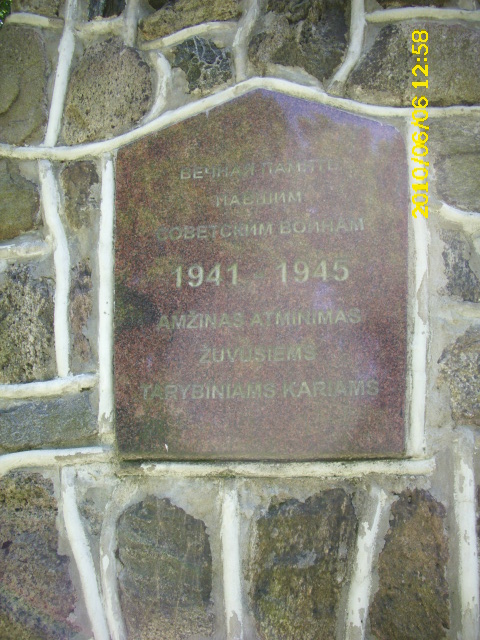 ВЕЧНАЯ ПАМЯТЬ
ПАВШИМ
СОВЕТСКИМ ВОИНАМ
1941 - 1945
AMŽINAS ATMINIMAS
ŽUVUSIEMS
TARYBINIAMS KARIAMS
2010/06/06 12:58